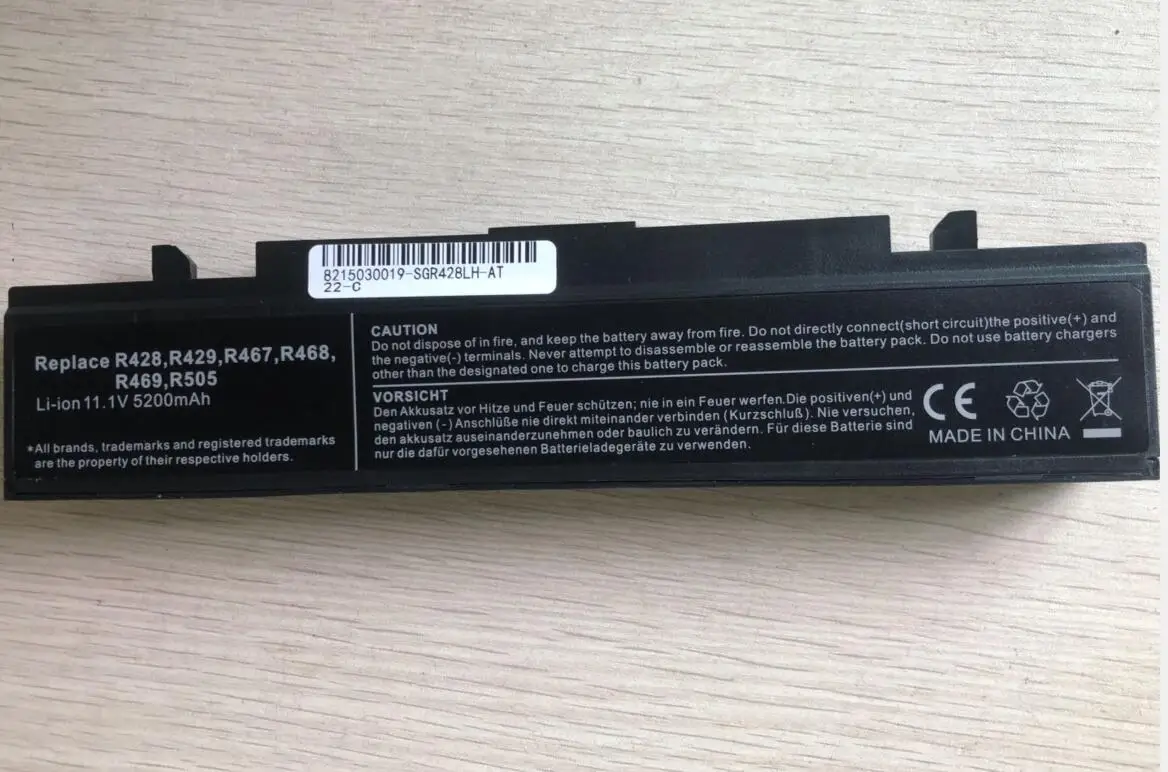 8215030019-SGR428LH-AT
22-C
Replace R428,R429,R467,R468,
R469,R505
Li-ion 11.1V 5200mAh
*All brands, trademarks and registered trademarks
are the property of their respective holders.
CAUTION
Do not dispose of in fire, and keep the battery away from fire. Do not directly connect(short circuit)the positive(+) and
the negative(-) terminals. Never attempt to disassemble or reassemble the battery pack. Do not use battery chargers
other than the designated one to charge this battery pack.
VORSICHT
Den Akkusatz vor Hitze und Feuer schützen; nie in ein Feuer werfen.Die positiven(+) und
negativen (-) Anschlüße nie direkt miteinander verbinden (Kurzschluß). Nie versuchen,
den akkusatz auseinanderzunehmen oder baulich zu verändern. Für diese Batterie sind
nur die dafür vorgesehenen Batterieladegeräte zu verwenden.
CE
MADE IN CHINA